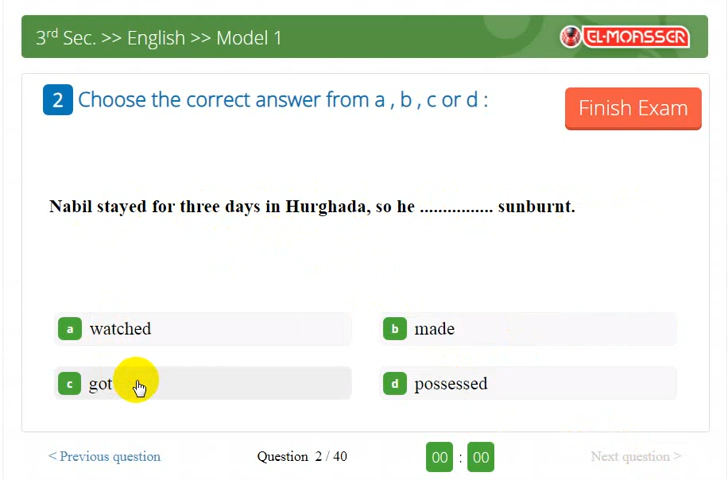 3rd Sec. >> English >> Model 1
EL-MOASSER
2 Choose the correct answer from a , b , c or d :
Finish Exam
Nabil stayed for three days in Hurghada, so he ................ sunburnt.
a watched
b made
c got
d possessed
< Previous question
Question 2 / 40
00 : 00
Next question >